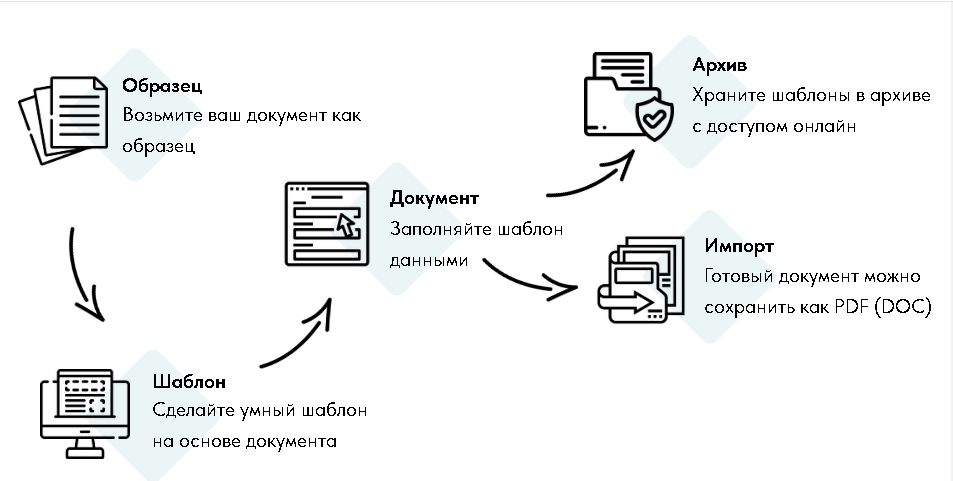 Образец
Возьмите ваш документ как
образец
Шаблон
Сделайте умный шаблон
на основе документа
Документ
Заполняйте шаблон
данными
Архив
Храните шаблоны в архиве
с доступом онлайн
Импорт
Готовый документ можно
сохранить как PDF (DOC)